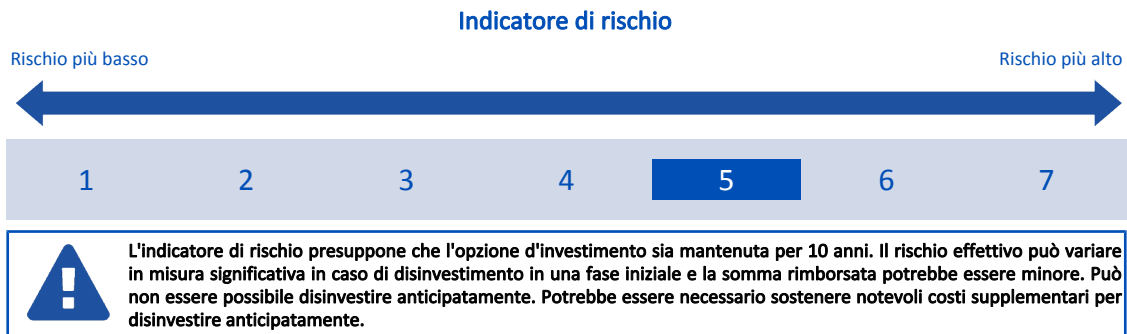 Indicatore di rischio
Rischio più basso
Rischio più alto
1 2 3 4 5 6 7
L'indicatore di rischio presuppone che l'opzione d'investimento sia mantenuta per 10 anni. Il rischio effettivo può variare
in misura significativa in caso di disinvestimento in una fase iniziale e la somma rimborsata potrebbe essere minore. Può
non essere possibile disinvestire anticipatamente. Potrebbe essere necessario sostenere notevoli costi supplementari per
disinvestire anticipatamente.